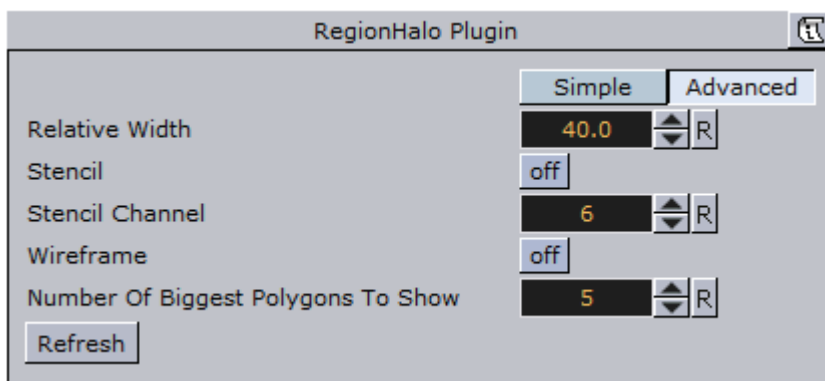 RegionHalo Plugin
Simple Advanced
Relative Width 40.0 R
Stencil off
Stencil Channel 6 R
Wireframe off
Number Of Biggest Polygons To Show 5 R
Refresh